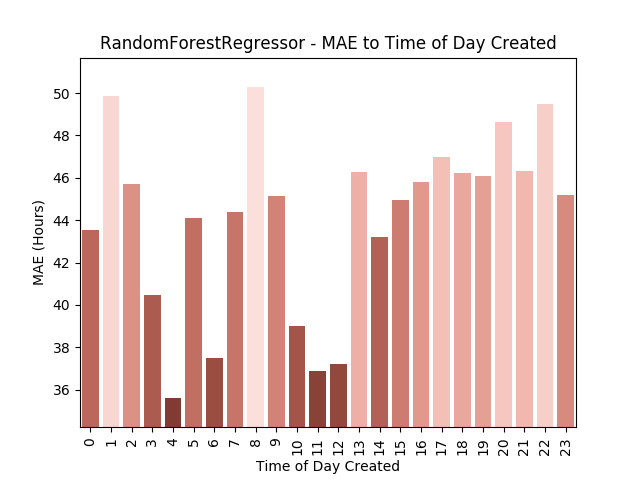 RandomForestRegressor - MAE to Time of Day Created
50
48
46
44
42
40
38
36
MAE (Hours)
0 1 2 3 4 5 6 7 8 9 10 11 12 13 14 15 16 17 18 19 20 21 22 23
Time of Day Created